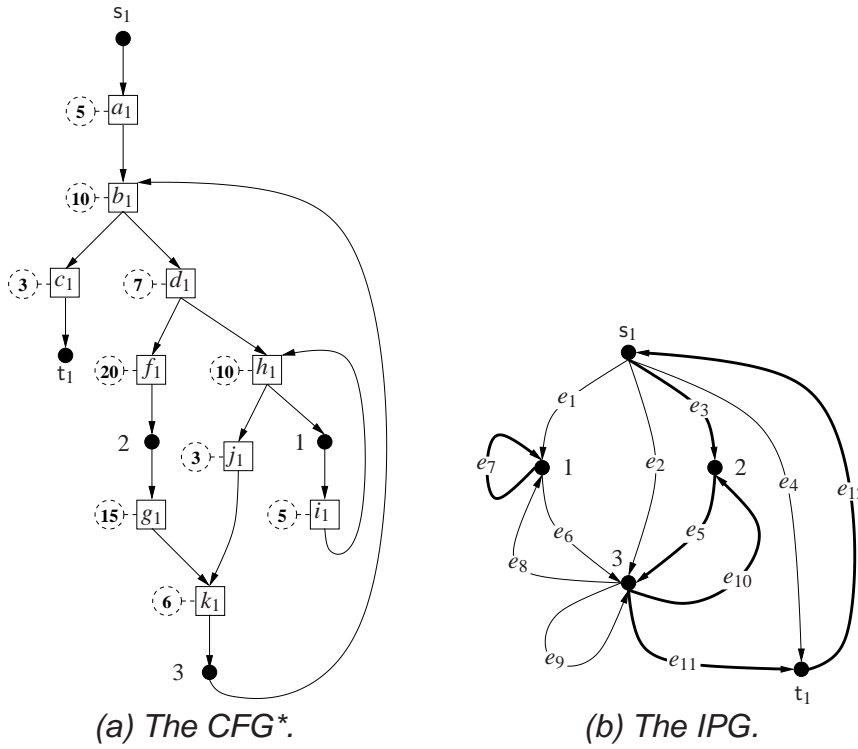 s₁
5 a₁
10 b₁
3 c₁
7 d₁
t₁
20 f₁
10 h₁
2
3 j₁
1
15 g₁
5 i₁
6 k₁
3
(a) The CFG*.
s₁
e₁
e₃
e₂
e₄
e₇
1
2
e₁₂
e₆
e₅
e₈
3
e₁₀
e₉
e₁₁
t₁
(b) The IPG.